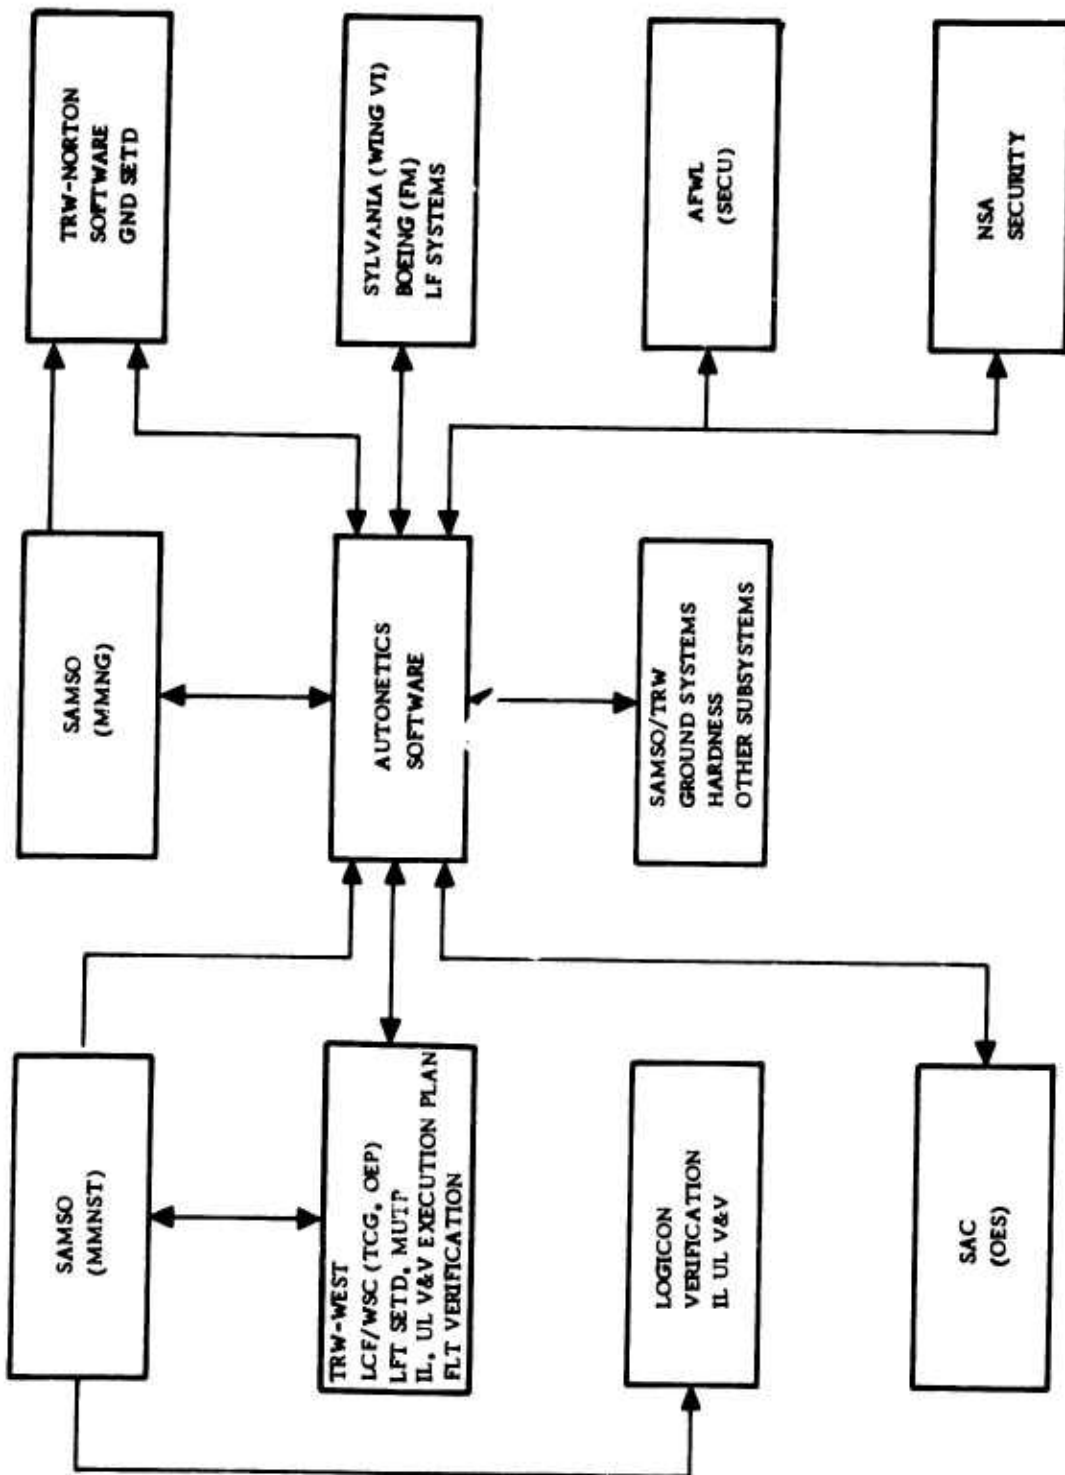 SAMSO
(MMNST)
SAMSO
(MMNG)
TRW-NORTON
SOFTWARE
GND SETD
TRW-WEST
LCF/WSC (TCG, OEP)
LFT SETD, MUTP
IL, UL V&V EXECUTION PLAN
FLT VERIFICATION
AUTONETICS
SOFTWARE
SYLVANIA (WING VI)
BOEING (FM)
LF SYSTEMS
LOGICON
VERIFICATION
IL UL V&V
SAMSO/TRW
GROUND SYSTEMS
HARDNESS
OTHER SUBSYSTEMS
AFWL
(SECU)
SAC
(OES)
NSA
SECURITY